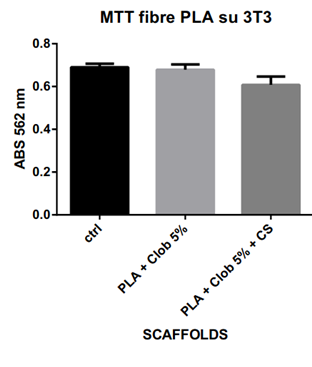 MTT fibre PLA su 3T3
ABS 562 nm
0.8
0.6
0.4
0.2
0.0
ctrl
PLA + Clob 5%
PLA + Clob 5% + CS
SCAFFOLDS